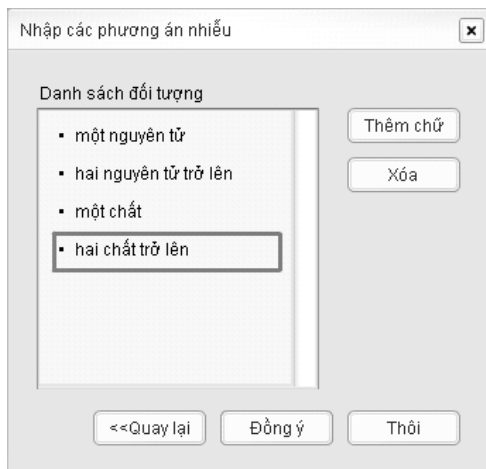 Nhập các phương án nhiễu
Danh sách đối tượng
▪ một nguyên tử
▪ hai nguyên tử trở lên
▪ một chất
▪ hai chất trở lên
Thêm chữ
Xóa
<<Quay lại
Đồng ý
Thôi